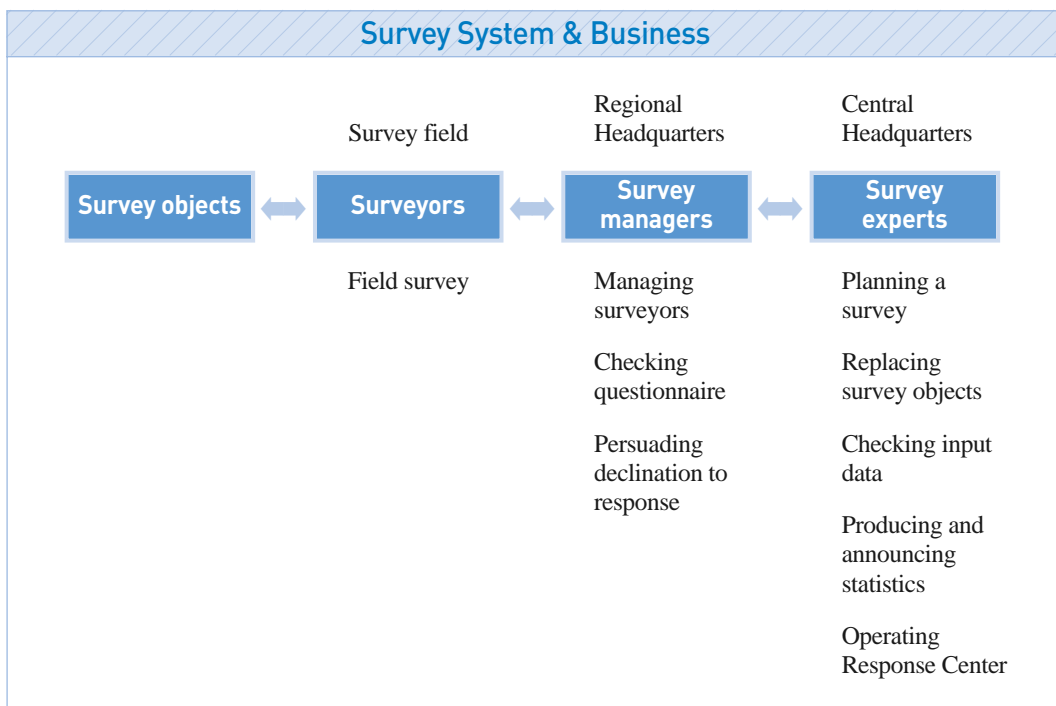 Survey System & Business
Survey field
Regional
Headquarters
Central
Headquarters
Survey objects
Surveyors
Survey
managers
Survey
experts
Field survey
Managing
surveyors
Checking
questionnaire
Persuading
declination to
response
Planning a
survey
Replacing
survey objects
Checking input
data
Producing and
announcing
statistics
Operating
Response Center